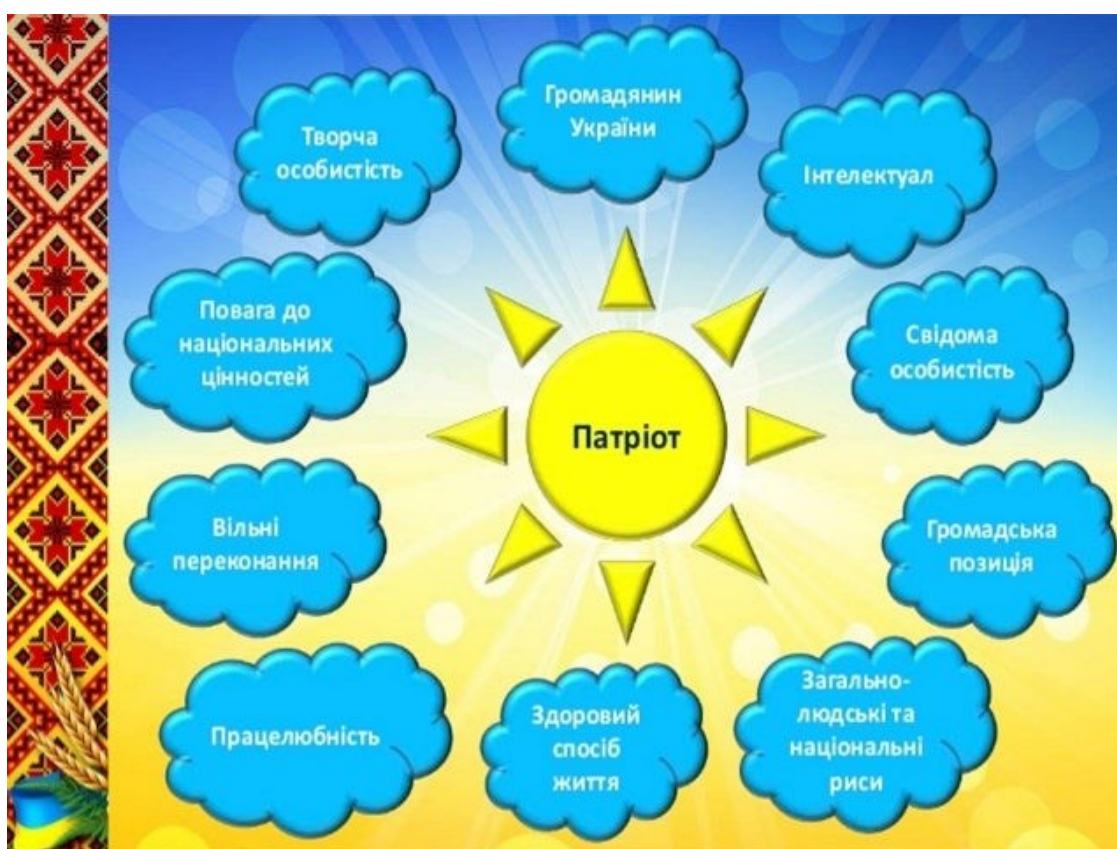 Громадянин
України
Творча
особистість
Інтелектуал
Повага до
національних
цінностей
Свідома
особистість
Патріот
Вільні
переконання
Громадська
позиція
Працелюбність
Здоровий
спосіб
життя
Загально-
людські та
національні
риси